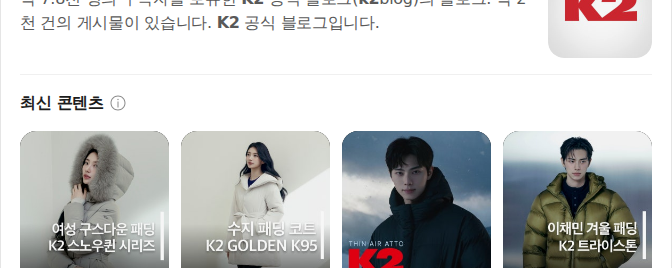 천 건의 게시물이 있습니다. K2 공식 블로그입니다.
K2
최신 콘텐츠
여성 구스다운 패딩
K2 스노우퀸 시리즈
수지 패딩 코트
K2 GOLDEN K95
THIN AIR ATTO
K2
이채민 겨울 패딩
K2 트라이스톤